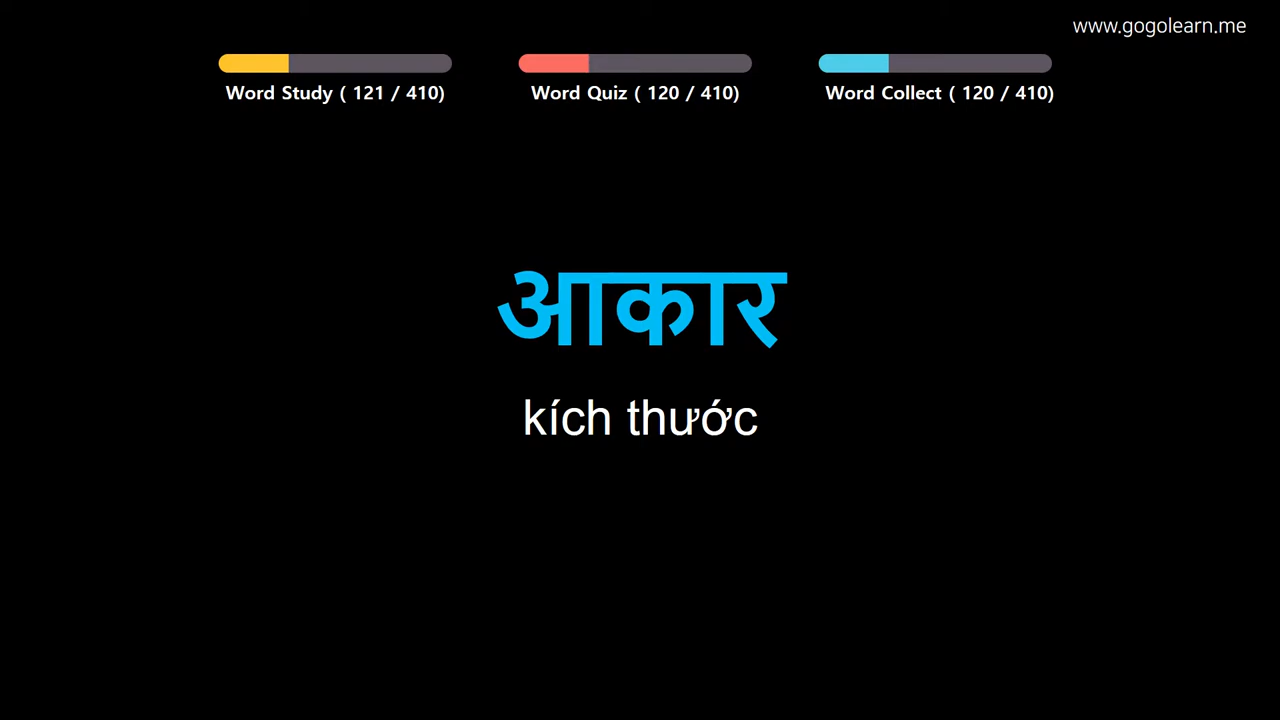 www.gogolearn.me
Word Study ( 121 / 410)
Word Quiz ( 120 / 410)
Word Collect ( 120 / 410)
आकार
kích thước